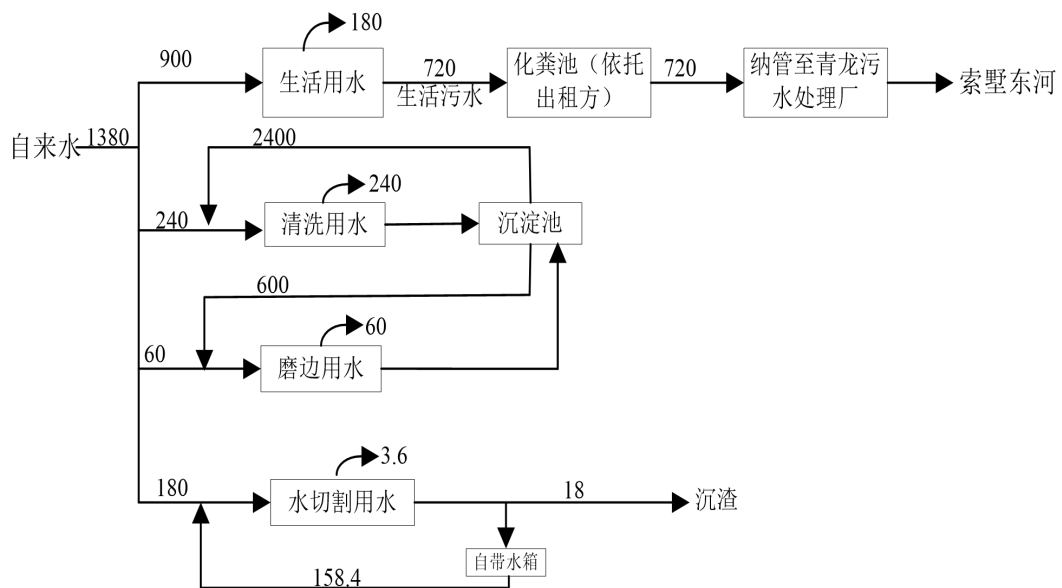 180
900
生活用水
720
生活污水
化粪池（依托
出租方）
720
纳管至青龙污
水处理厂
索墅东河
自来水
1380
2400
240
240
清洗用水
沉淀池
600
60
60
磨边用水
3.6
180
水切割用水
18
沉渣
自带水箱
158.4